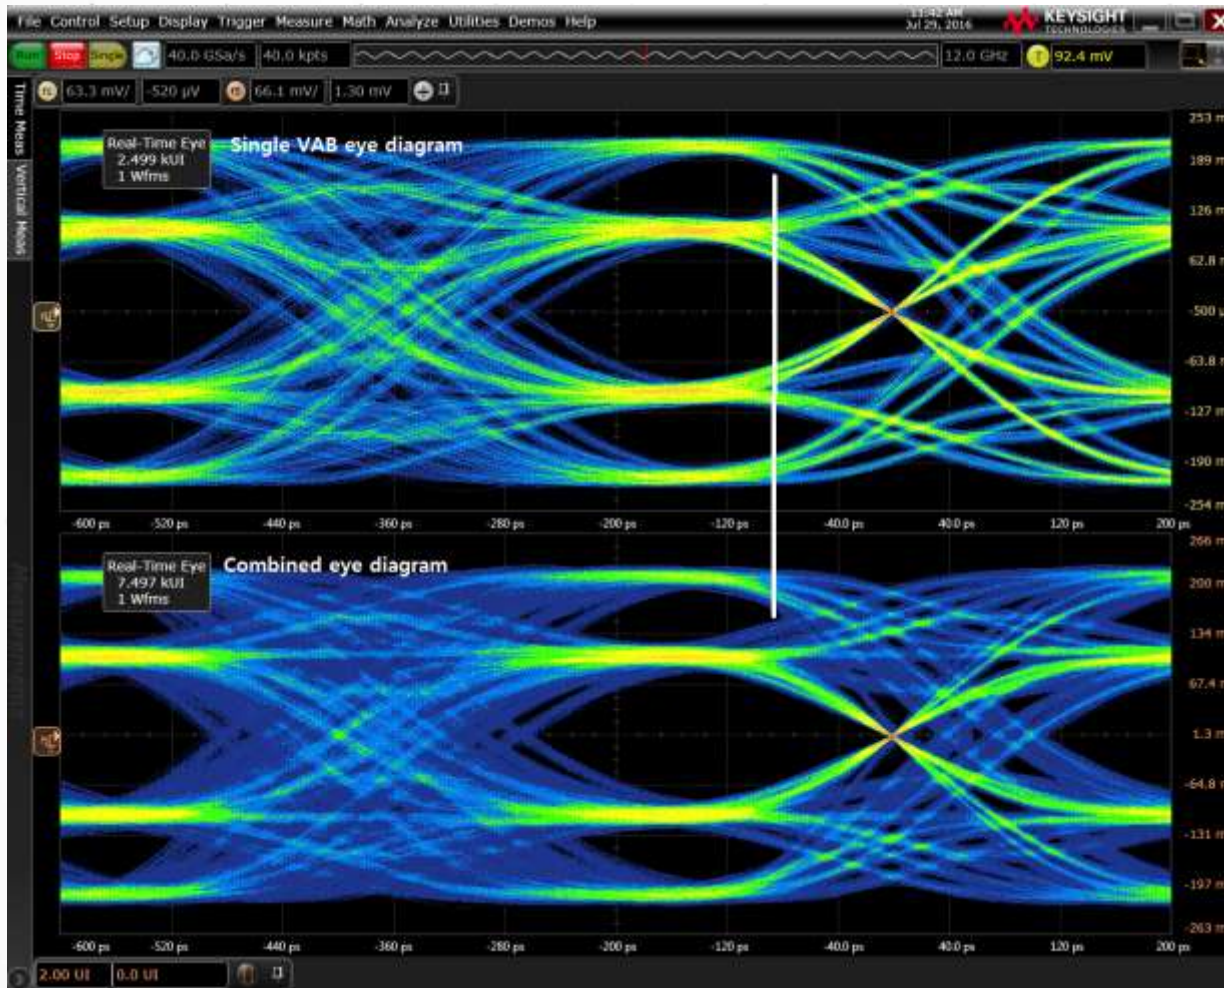 File Control Setup Display Trigger Measure Math Analyze Utilities Demos Help
11:42 AM
Jul 29, 2016
KEYSIGHT
TECHNOLOGIES
Run Stop Single 40.0 GSa/s 40.0 kpts 12.0 GHz T 92.4 mV
63.3 mV/ -520 µV 66.1 mV/ 1.30 mV
Time Meas
Vertical Meas
Real-Time Eye
2.499 kUI
1 Wfms
Single VAB eye diagram
253 m
189 m
126 m
62.8 m
-500 µ
-63.8 m
-127 m
-190 m
-254 m
-600 ps -520 ps -440 ps -360 ps -280 ps -200 ps -120 ps -40.0 ps 40.0 ps 120 ps 200 ps
Real-Time Eye
7.497 kUI
1 Wfms
Combined eye diagram
266 m
200 m
134 m
67.4 m
1.3 m
-64.8 m
-131 m
-197 m
-263 m
-600 ps -520 ps -440 ps -360 ps -280 ps -200 ps -120 ps -40.0 ps 40.0 ps 120 ps 200 ps
2.00 UI 0.0 UI